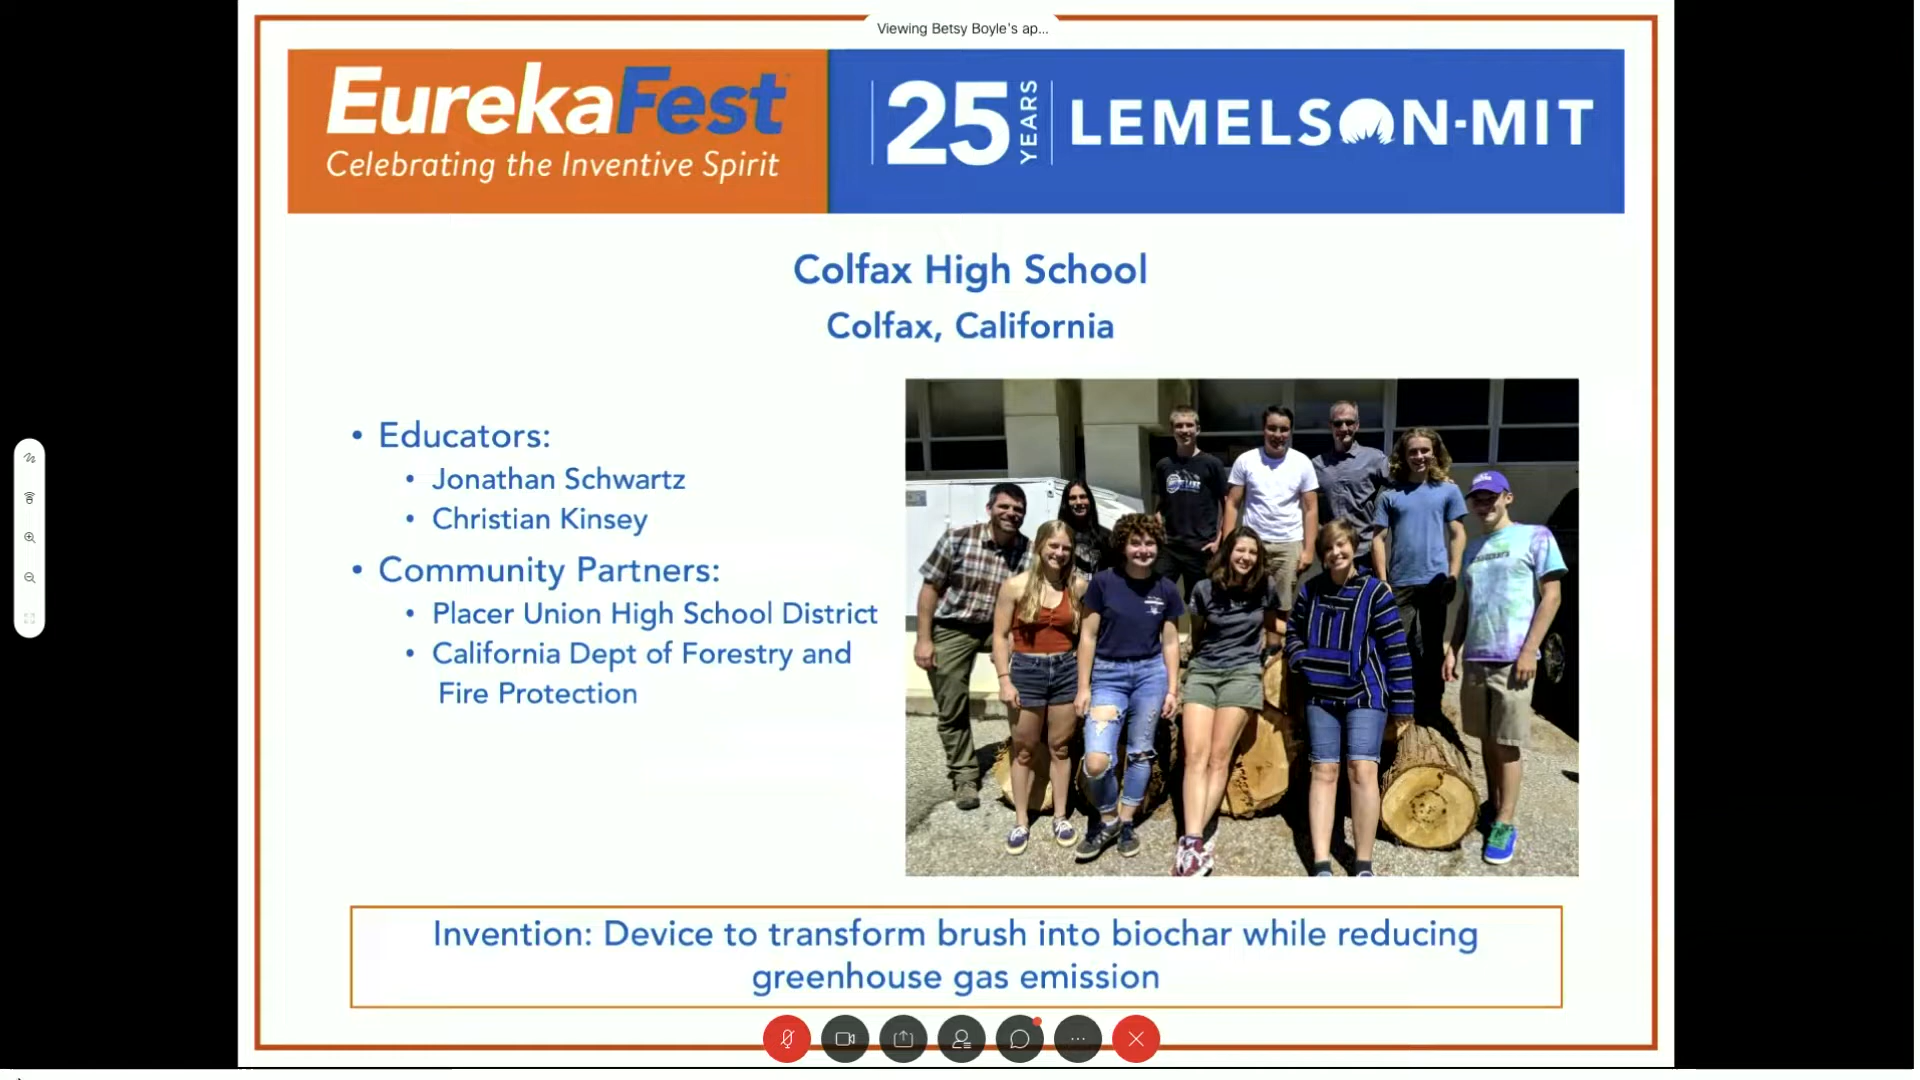 Viewing Betsy Boyle's ap...
EurekaFest
Celebrating the Inventive Spirit
25 YEARS
LEMELSON-MIT
Colfax High School
Colfax, California
• Educators:
• Jonathan Schwartz
• Christian Kinsey
• Community Partners:
• Placer Union High School District
• California Dept of Forestry and
Fire Protection
Invention: Device to transform brush into biochar while reducing
greenhouse gas emission